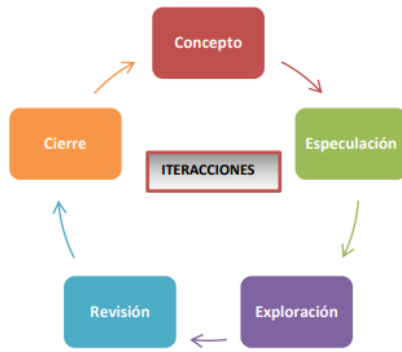 Concepto
Especulación
Exploración
Revisión
Cierre
ITERACCIONES